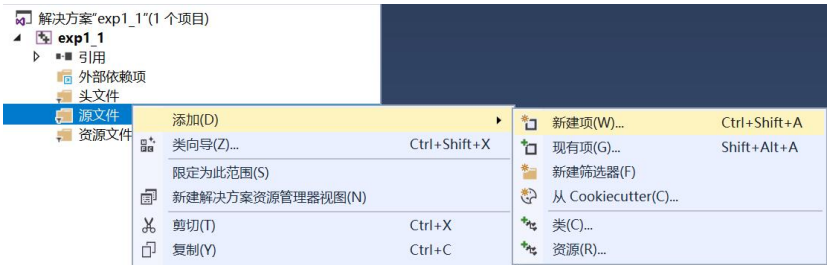 解决方案"exp1_1"(1 个项目)
exp1_1
引用
外部依赖项
头文件
源文件
资源文件
添加(D)
类向导(Z)... Ctrl+Shift+X
限定为此范围(S)
新建解决方案资源管理器视图(N)
剪切(T) Ctrl+X
复制(Y) Ctrl+C
新建项(W)... Ctrl+Shift+A
现有项(G)... Shift+Alt+A
新建筛选器(F)
从 Cookiecutter(C)...
类(C)...
资源(R)...